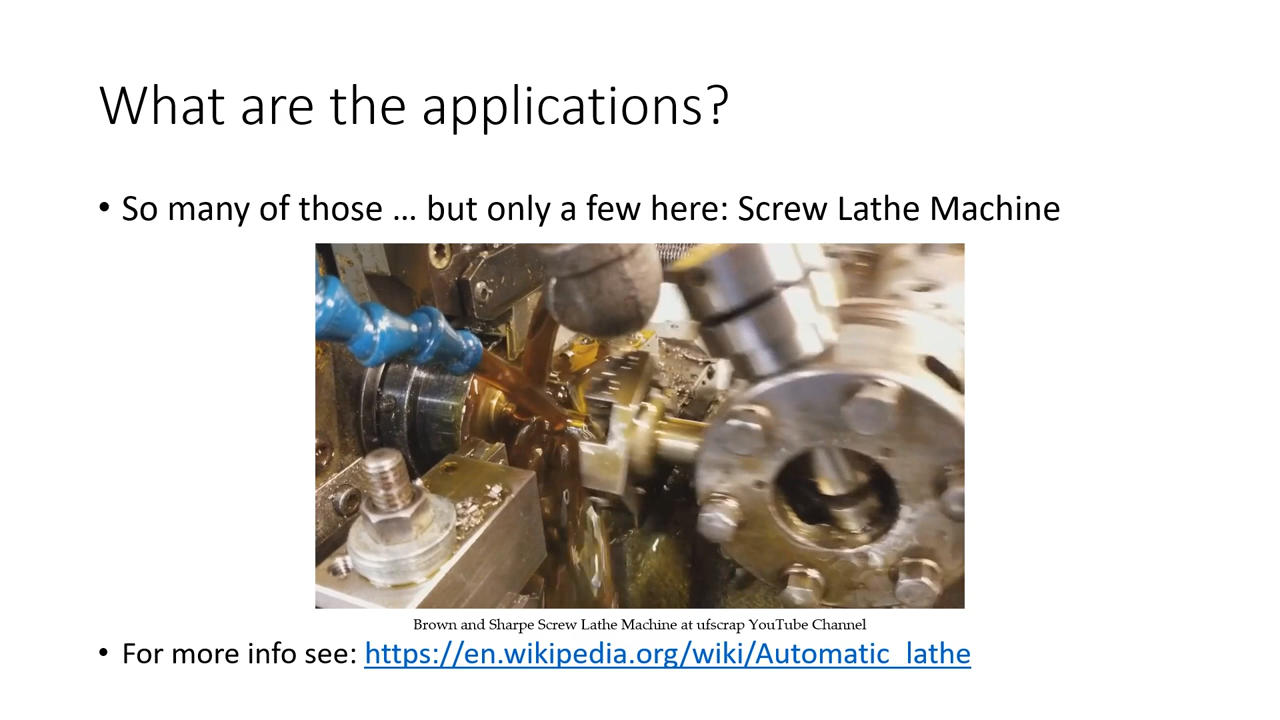 What are the applications?
• So many of those … but only a few here: Screw Lathe Machine
Brown and Sharpe Screw Lathe Machine at ufscrap YouTube Channel
• For more info see: https://en.wikipedia.org/wiki/Automatic_lathe